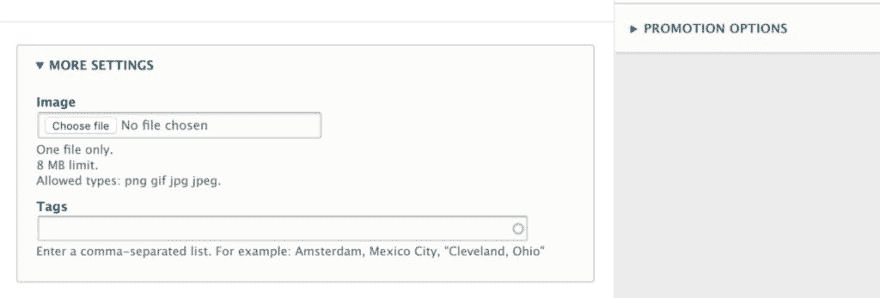 PROMOTION OPTIONS
MORE SETTINGS
Image
Choose file No file chosen
One file only.
8 MB limit.
Allowed types: png gif jpg jpeg.
Tags
Enter a comma-separated list. For example: Amsterdam, Mexico City, "Cleveland, Ohio"